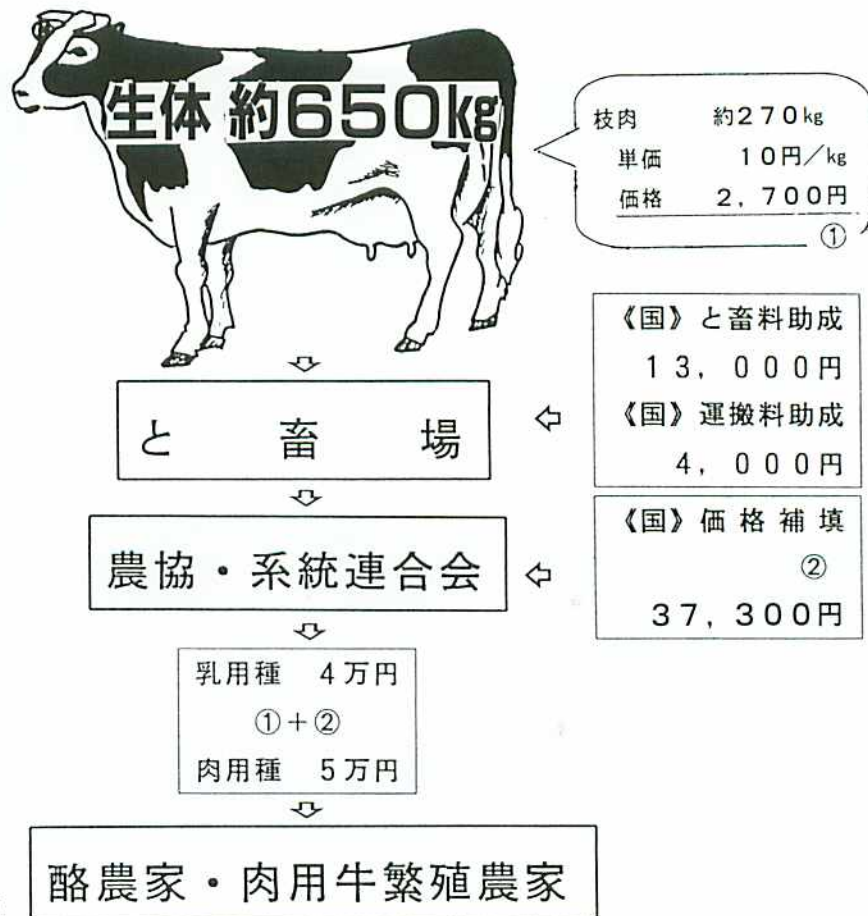 生体 約650kg
枝肉 約270kg
単価 10円/kg
価格 2,700円
①
《国》と畜料助成
13,000円
《国》運搬料助成
4,000円
と畜場
《国》価格補填
②
37,300円
農協・系統連合会
乳用種 4万円
①+②
肉用種 5万円
酪農家・肉用牛繁殖農家